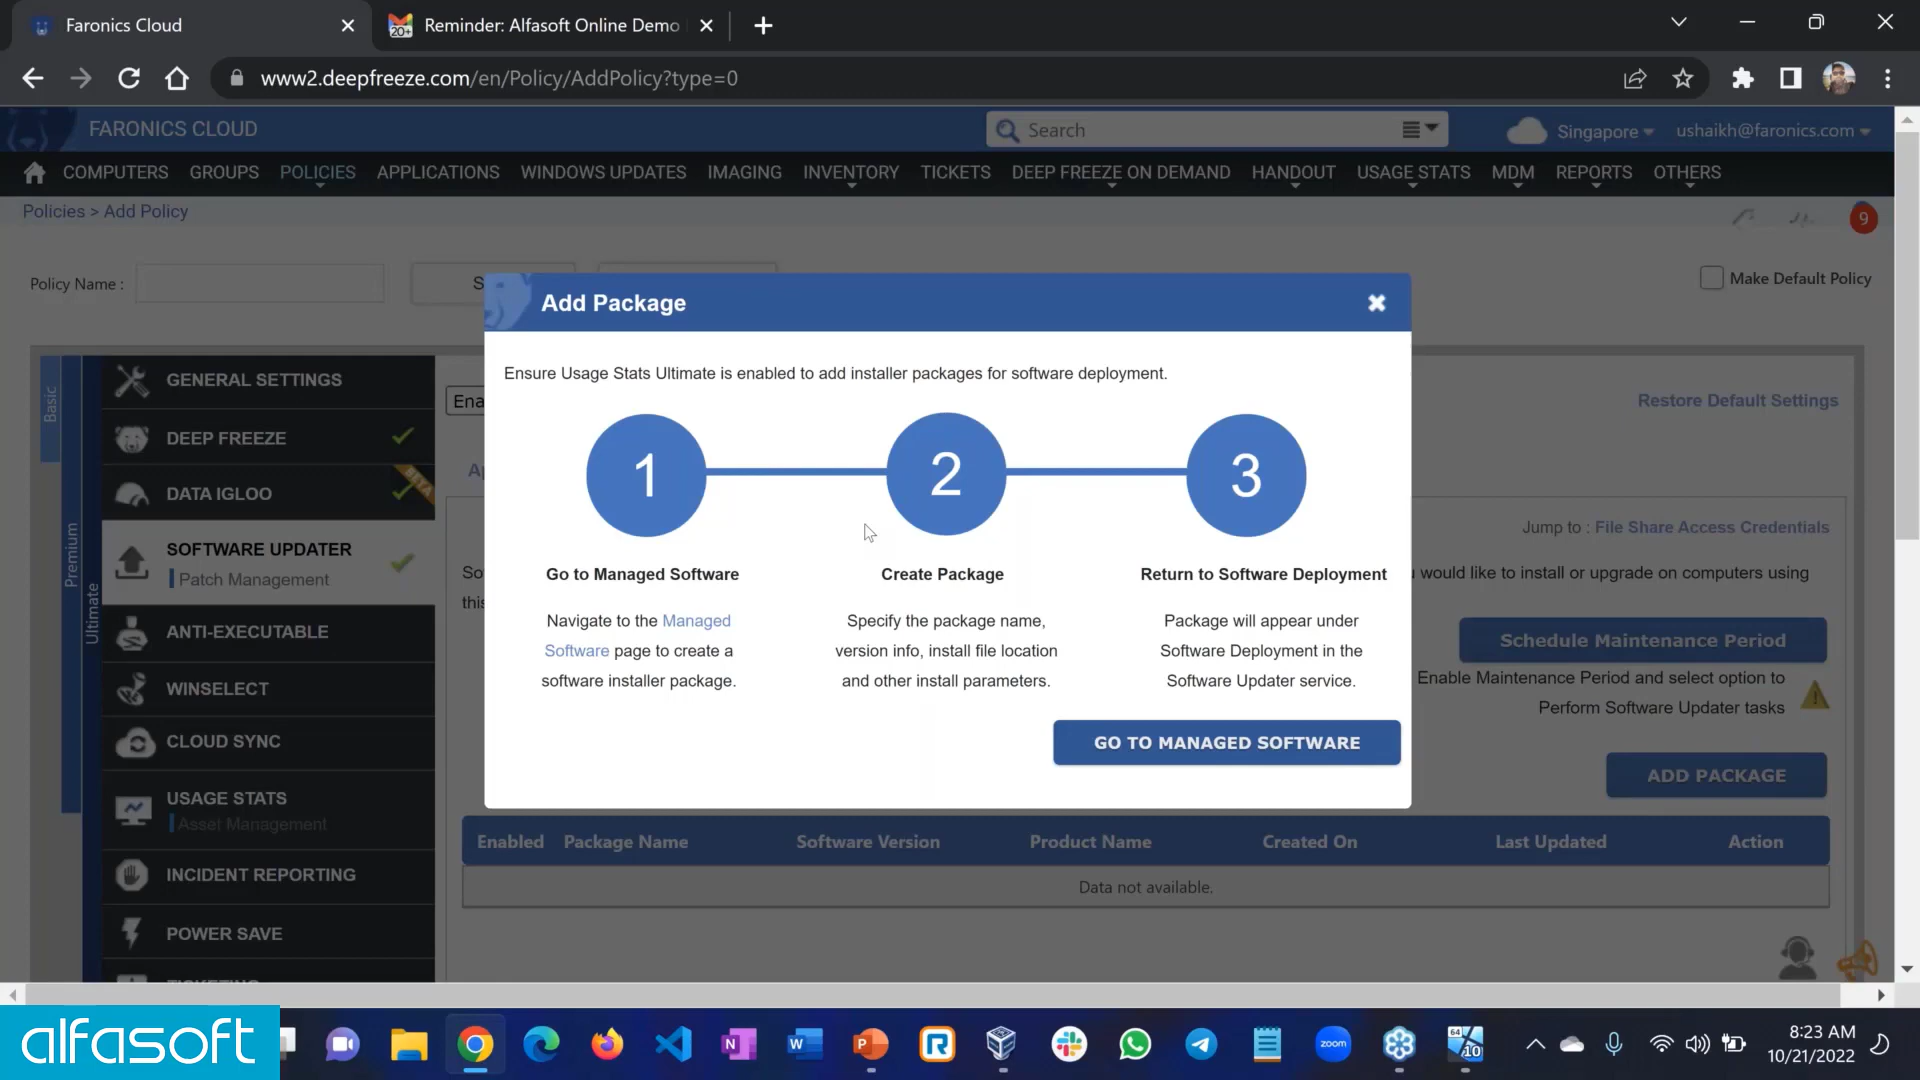 Faronics Cloud
20+
Reminder: Alfasoft Online Demo
www2.deepfreeze.com/en/Policy/AddPolicy?type=0
FARONICS CLOUD
Search
Singapore
ushaikh@faronics.com
COMPUTERS GROUPS POLICIES APPLICATIONS WINDOWS UPDATES IMAGING INVENTORY TICKETS DEEP FREEZE ON DEMAND HANDOUT USAGE STATS MDM REPORTS OTHERS
Policies > Add Policy
9
Policy Name :
S
Make Default Policy
Add Package
Ensure Usage Stats Ultimate is enabled to add installer packages for software deployment.
1
2
3
Go to Managed Software
Navigate to the Managed
Software page to create a
software installer package.
Create Package
Specify the package name,
version info, install file location
and other install parameters.
Return to Software Deployment
Package will appear under
Software Deployment in the
Software Updater service.
GO TO MANAGED SOFTWARE
Basic
Premium
Ultimate
GENERAL SETTINGS
DEEP FREEZE
DATA IGLOO
BETA
SOFTWARE UPDATER
Patch Management
ANTI-EXECUTABLE
WINSELECT
CLOUD SYNC
USAGE STATS
Asset Management
INCIDENT REPORTING
POWER SAVE
Ena
Restore Default Settings
Ap
Jump to : File Share Access Credentials
So
would like to install or upgrade on computers using
this
Schedule Maintenance Period
Enable Maintenance Period and select option to
Perform Software Updater tasks
ADD PACKAGE
Enabled Package Name Software Version Product Name Created On Last Updated Action
Data not available.
alfasoft
zoom
64
10
8:23 AM
10/21/2022